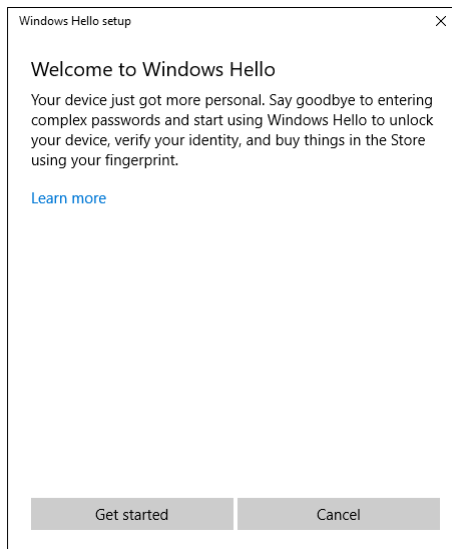 Windows Hello setup
Welcome to Windows Hello
Your device just got more personal. Say goodbye to entering
complex passwords and start using Windows Hello to unlock
your device, verify your identity, and buy things in the Store
using your fingerprint.
Learn more
Get started
Cancel